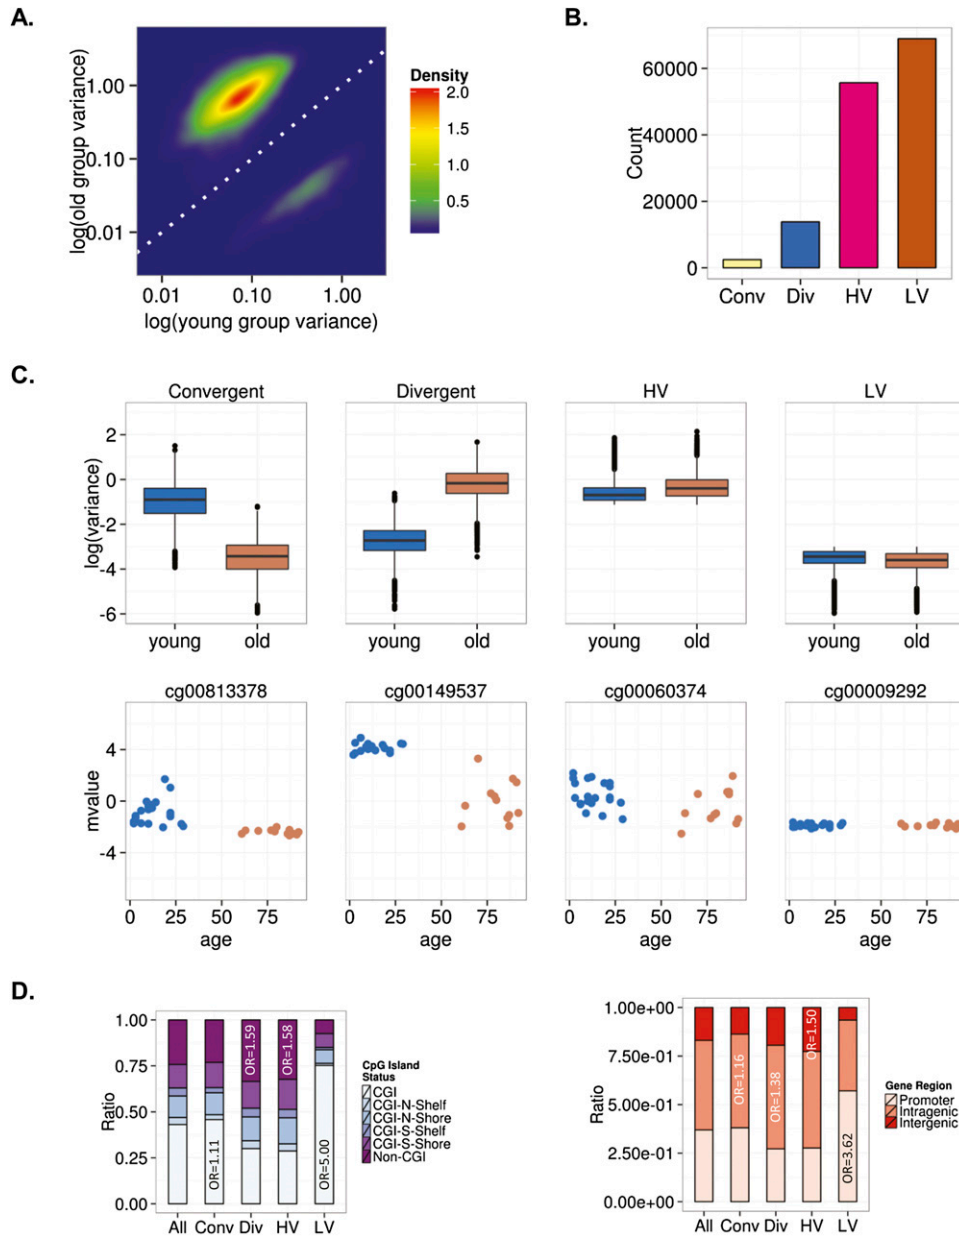 A.
log(old group variance)
1.00
0.10
0.01
0.01 0.10 1.00
log(young group variance)
Density
2.0
1.5
1.0
0.5
B.
Count
60000
40000
20000
0
Conv Div HV LV
C.
Convergent Divergent HV LV
log(variance)
2
0
-2
-4
-6
young old young old young old young old
cg00813378 cg00149537 cg00060374 cg00009292
mvalue
4
0
-4
0 25 75 0 25 75 0 25 75 0 25 75
age age age age
D.
Ratio
1.00
0.75
0.50
0.25
0.00
OR=1.11
OR=1.59
OR=1.58
OR=5.00
All Conv Div HV LV
CpG Island
Status
CGI
CGI-N-Shelf
CGI-N-Shore
CGI-S-Shelf
CGI-S-Shore
Non-CGI
Ratio
1.00e+00
7.50e-01
5.00e-01
2.50e-01
0.00e+00
OR=1.16
OR=1.38
OR=1.50
OR=3.62
All Conv Div HV LV
Gene Region
Promoter
Intragenic
Intergenic